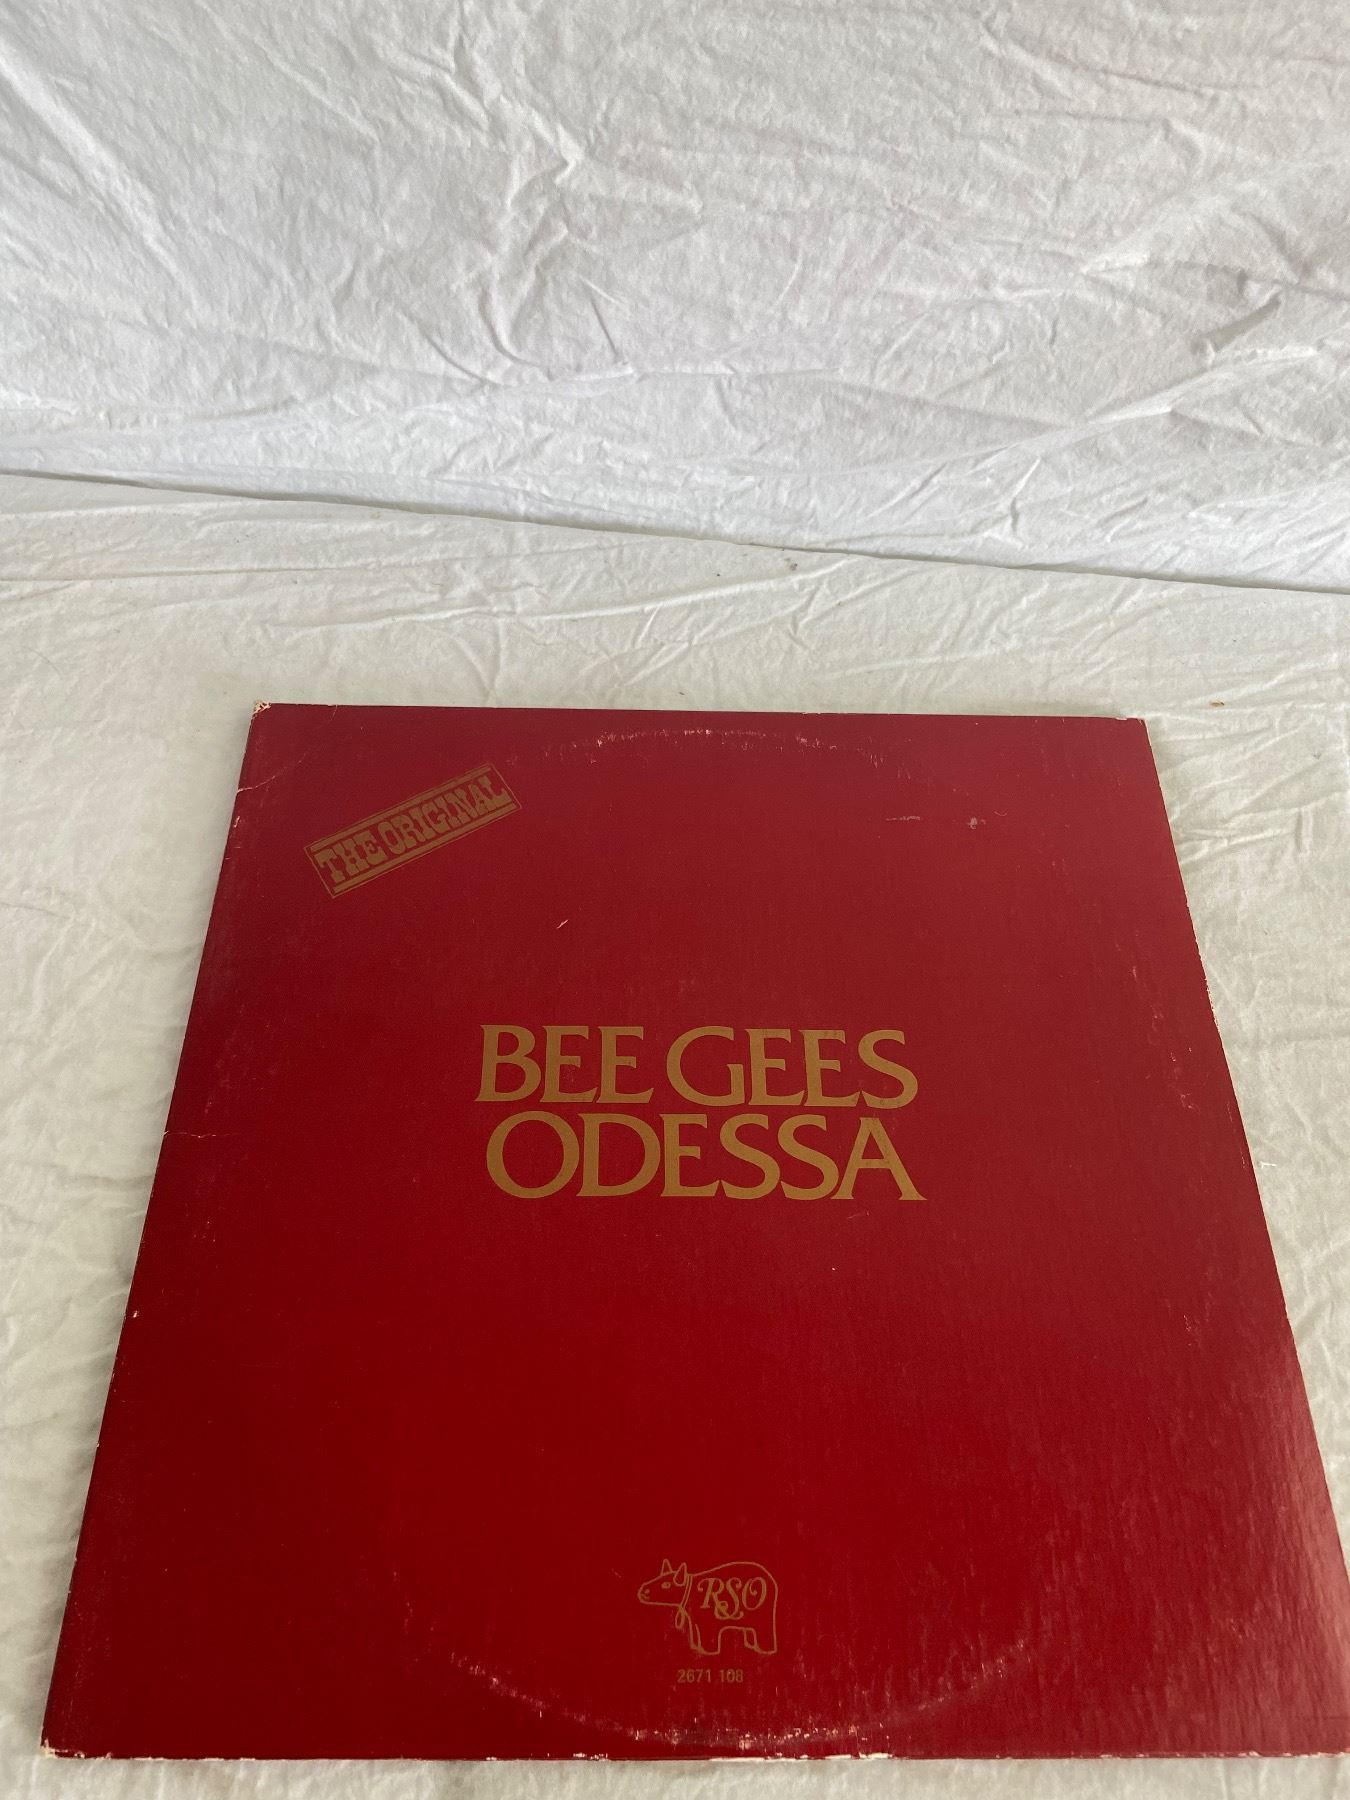 THE ORIGINAL
BEE GEES
ODESSA
RSO
2671 108